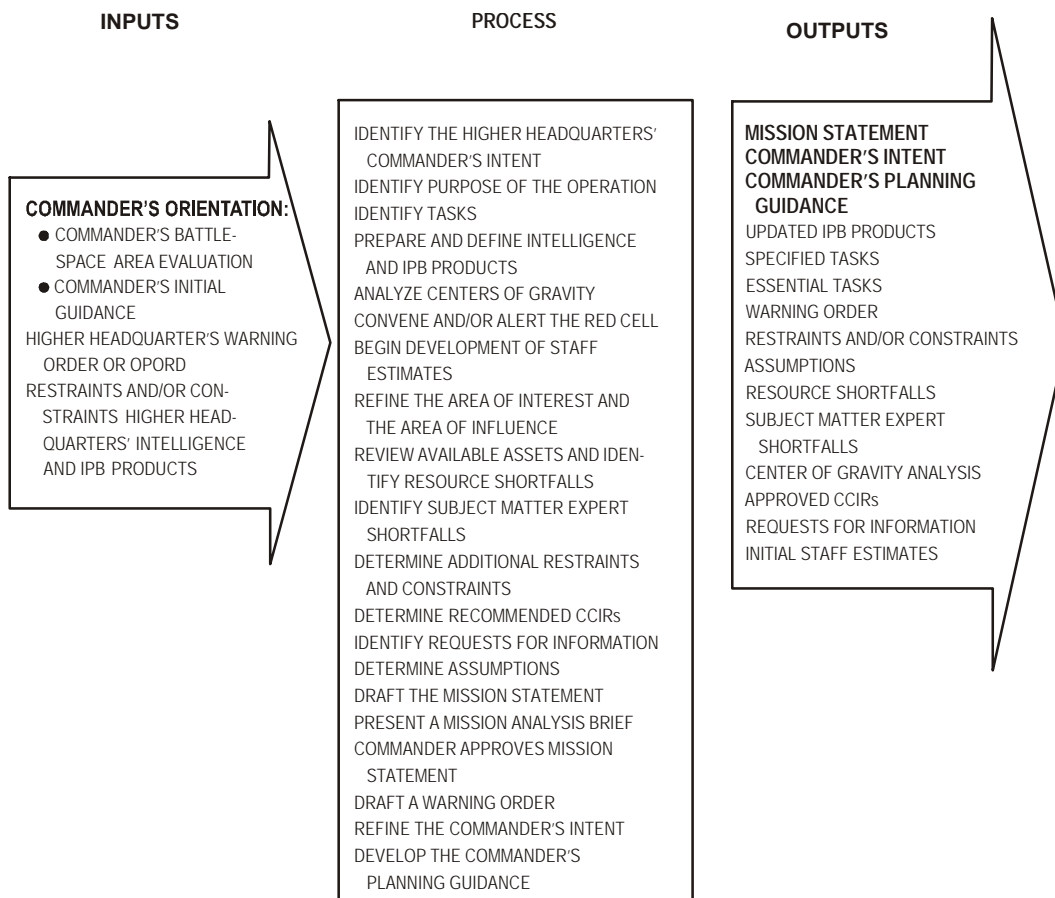 INPUTS
COMMANDER'S ORIENTATION:
● COMMANDER'S BATTLE-
SPACE AREA EVALUATION
● COMMANDER'S INITIAL
GUIDANCE
HIGHER HEADQUARTER'S WARNING
ORDER OR OPORD
RESTRAINTS AND/OR CON-
STRAINTS HIGHER HEAD-
QUARTERS' INTELLIGENCE
AND IPB PRODUCTS
PROCESS
IDENTIFY THE HIGHER HEADQUARTERS'
COMMANDER'S INTENT
IDENTIFY PURPOSE OF THE OPERATION
IDENTIFY TASKS
PREPARE AND DEFINE INTELLIGENCE
AND IPB PRODUCTS
ANALYZE CENTERS OF GRAVITY
CONVENE AND/OR ALERT THE RED CELL
BEGIN DEVELOPMENT OF STAFF
ESTIMATES
REFINE THE AREA OF INTEREST AND
THE AREA OF INFLUENCE
REVIEW AVAILABLE ASSETS AND IDEN-
TIFY RESOURCE SHORTFALLS
IDENTIFY SUBJECT MATTER EXPERT
SHORTFALLS
DETERMINE ADDITIONAL RESTRAINTS
AND CONSTRAINTS
DETERMINE RECOMMENDED CCIRs
IDENTIFY REQUESTS FOR INFORMATION
DETERMINE ASSUMPTIONS
DRAFT THE MISSION STATEMENT
PRESENT A MISSION ANALYSIS BRIEF
COMMANDER APPROVES MISSION
STATEMENT
DRAFT A WARNING ORDER
REFINE THE COMMANDER'S INTENT
DEVELOP THE COMMANDER'S
PLANNING GUIDANCE
OUTPUTS
MISSION STATEMENT
COMMANDER'S INTENT
COMMANDER'S PLANNING
GUIDANCE
UPDATED IPB PRODUCTS
SPECIFIED TASKS
ESSENTIAL TASKS
WARNING ORDER
RESTRAINTS AND/OR CONSTRAINTS
ASSUMPTIONS
RESOURCE SHORTFALLS
SUBJECT MATTER EXPERT
SHORTFALLS
CENTER OF GRAVITY ANALYSIS
APPROVED CCIRs
REQUESTS FOR INFORMATION
INITIAL STAFF ESTIMATES